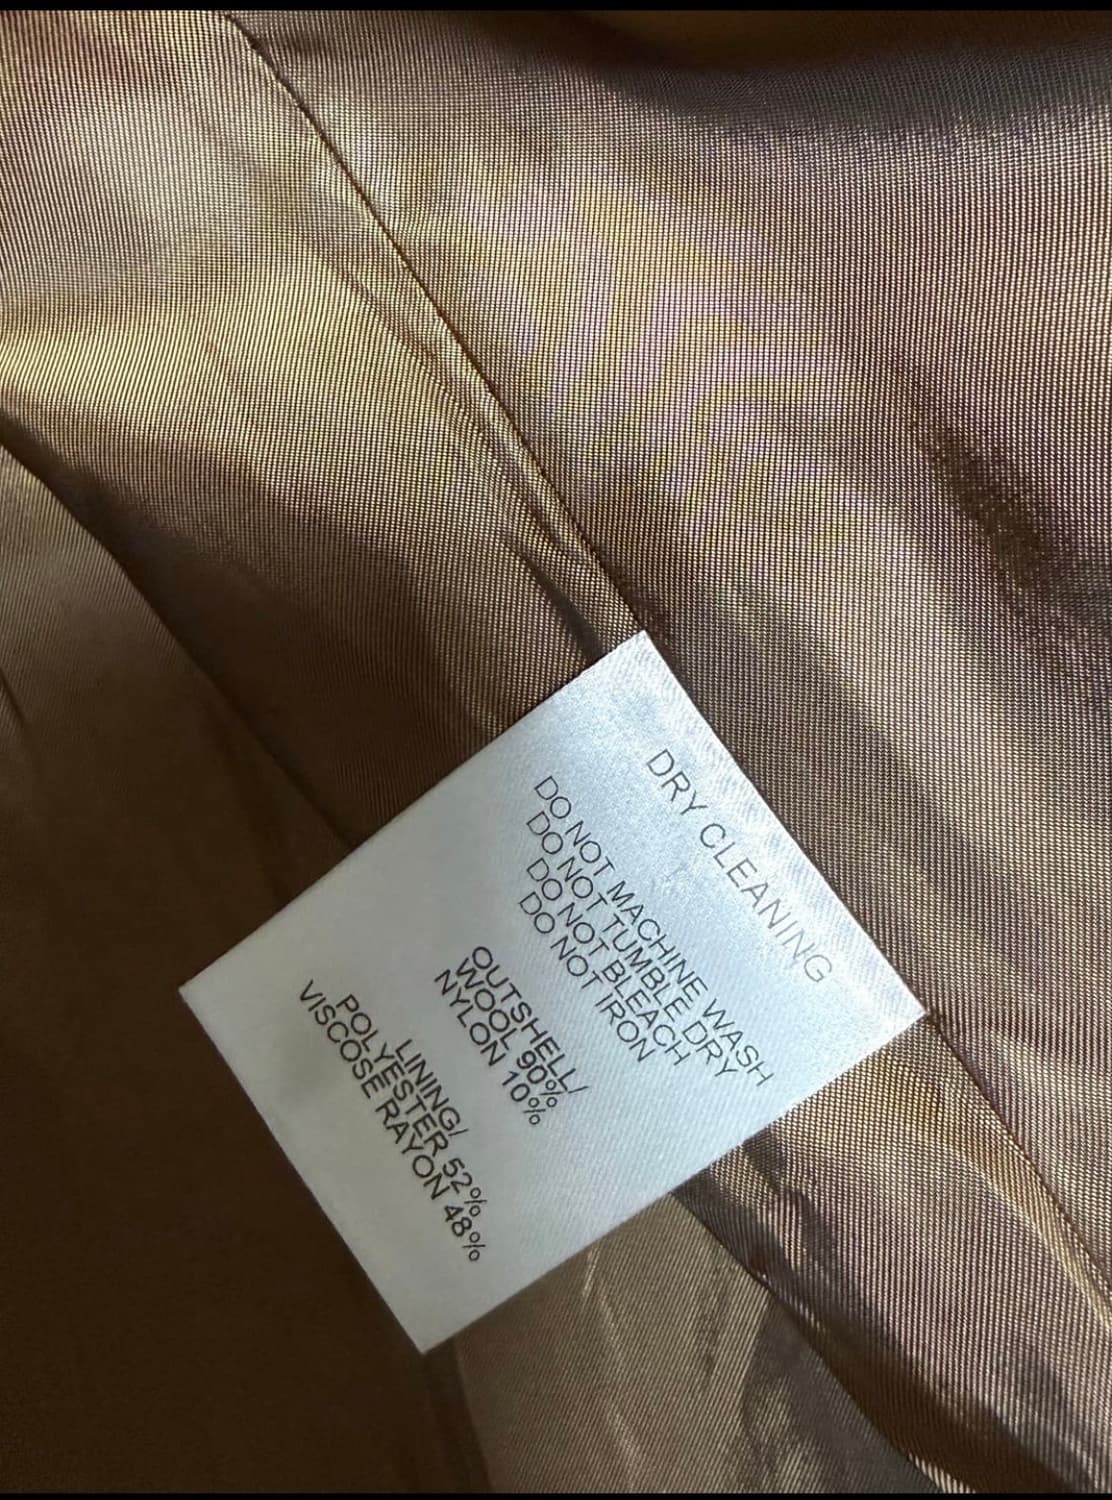 DRY CLEANING
DO NOT MACHINE WASH
DO NOT TUMBLE DRY
DO NOT BLEACH
DO NOT IRON
OUTSHELL/
WOOL 90%
NYLON 10%
LINING/
POLYESTER 52%
VISCOSE RAYON 48%